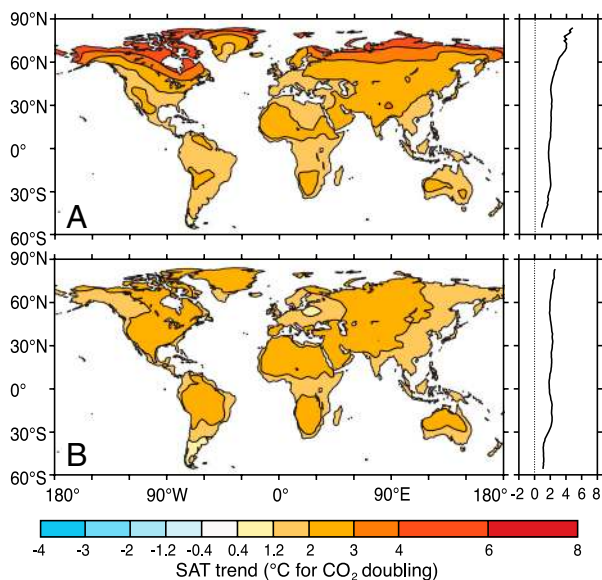 90°N
60°N
30°N
0°
30°S
A
60°S
90°N
60°N
30°N
0°
30°S
B
60°S
180° 90°W 0° 90°E 180° -2 0 2 4 6 8
-4 -3 -2 -1.2 -0.4 0.4 1.2 2 3 4 6 8
SAT trend (°C for CO₂ doubling)